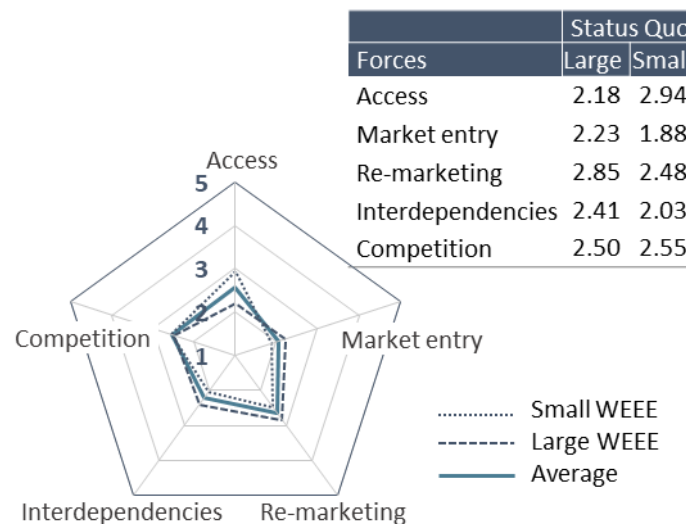 Status Quo
Forces Large Smal
Access 2.18 2.94
Market entry 2.23 1.88
Re-marketing 2.85 2.48
Interdependencies 2.41 2.03
Competition 2.50 2.55
Access
5
4
3
2
1
Competition
Market entry
Interdependencies
Re-marketing
Small WEEE
Large WEEE
Average